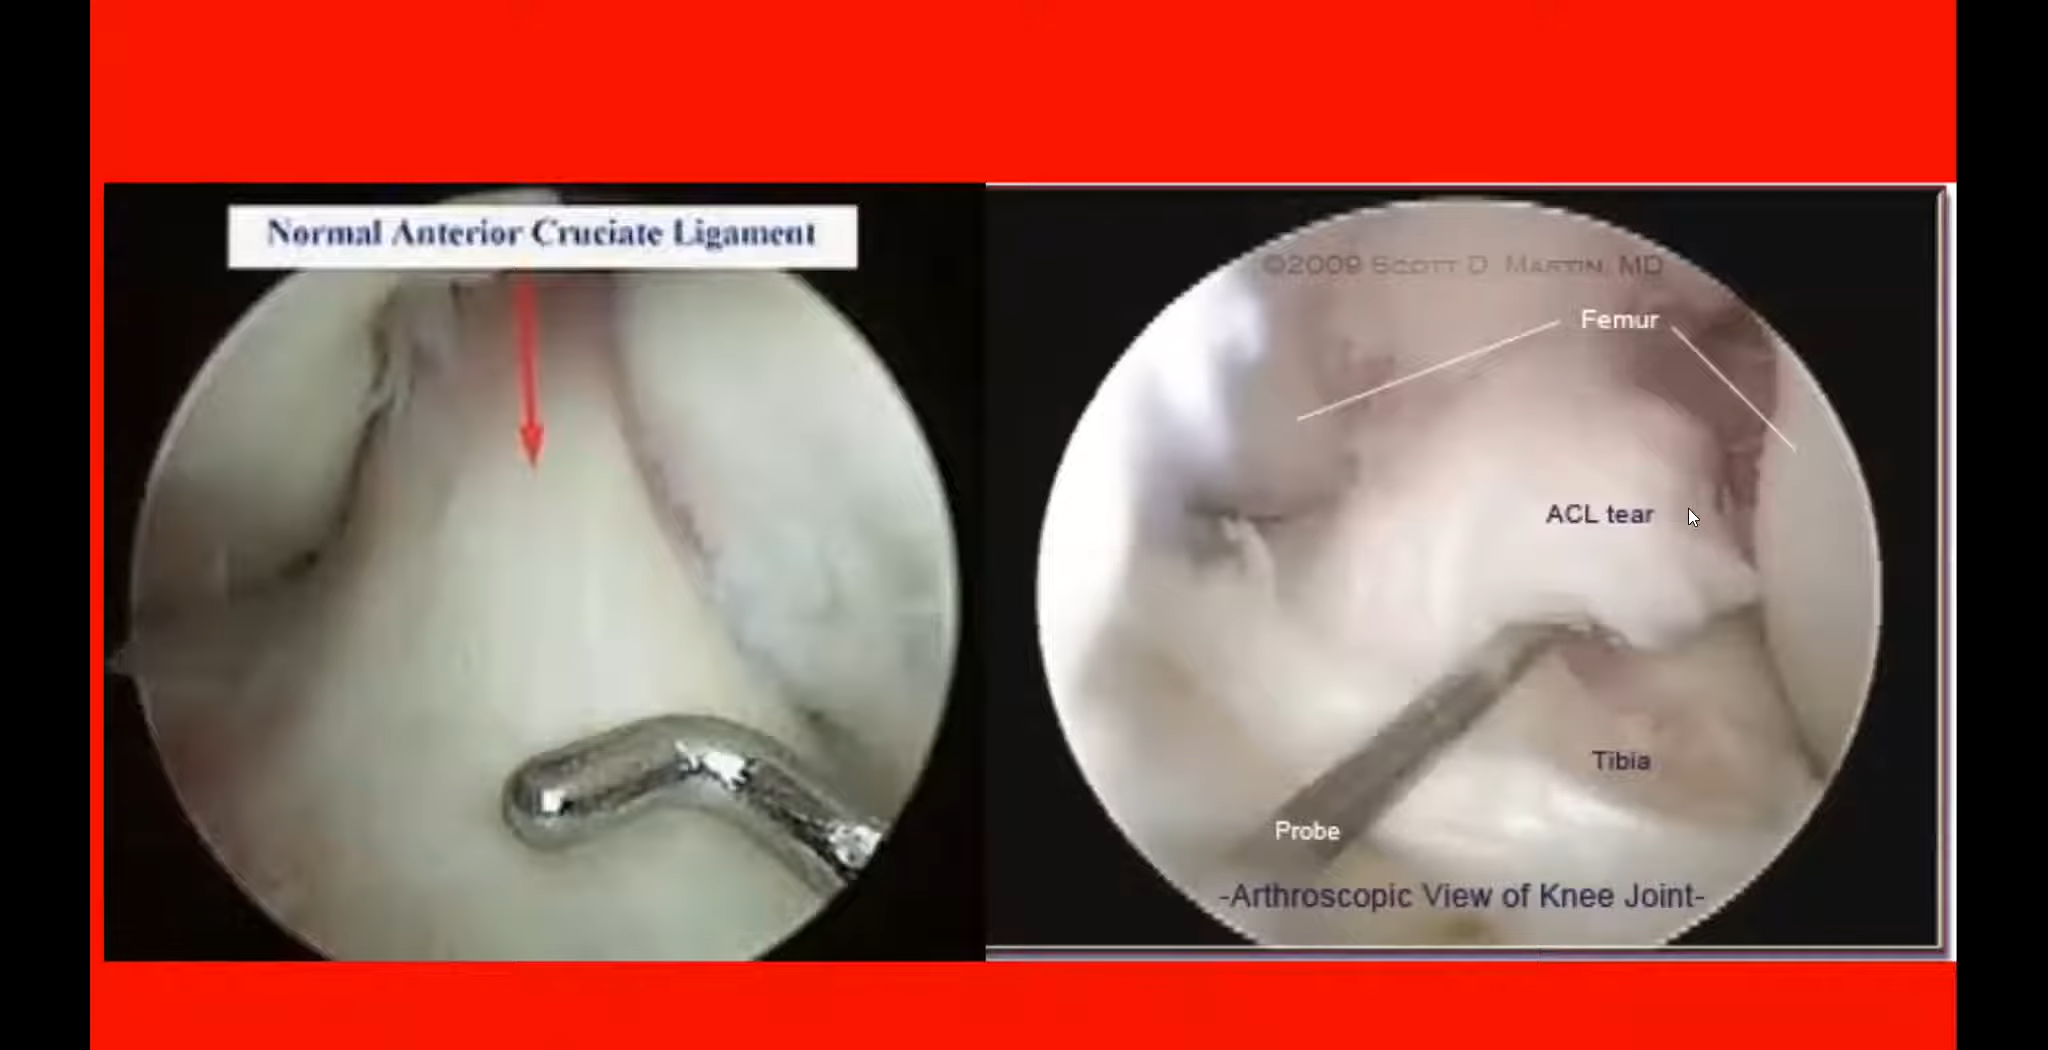 Normal Anterior Cruciate Ligament
©2009 SCOTT D. MARTIN, MD
Femur
ACL tear
Tibia
Probe
-Arthroscopic View of Knee Joint-